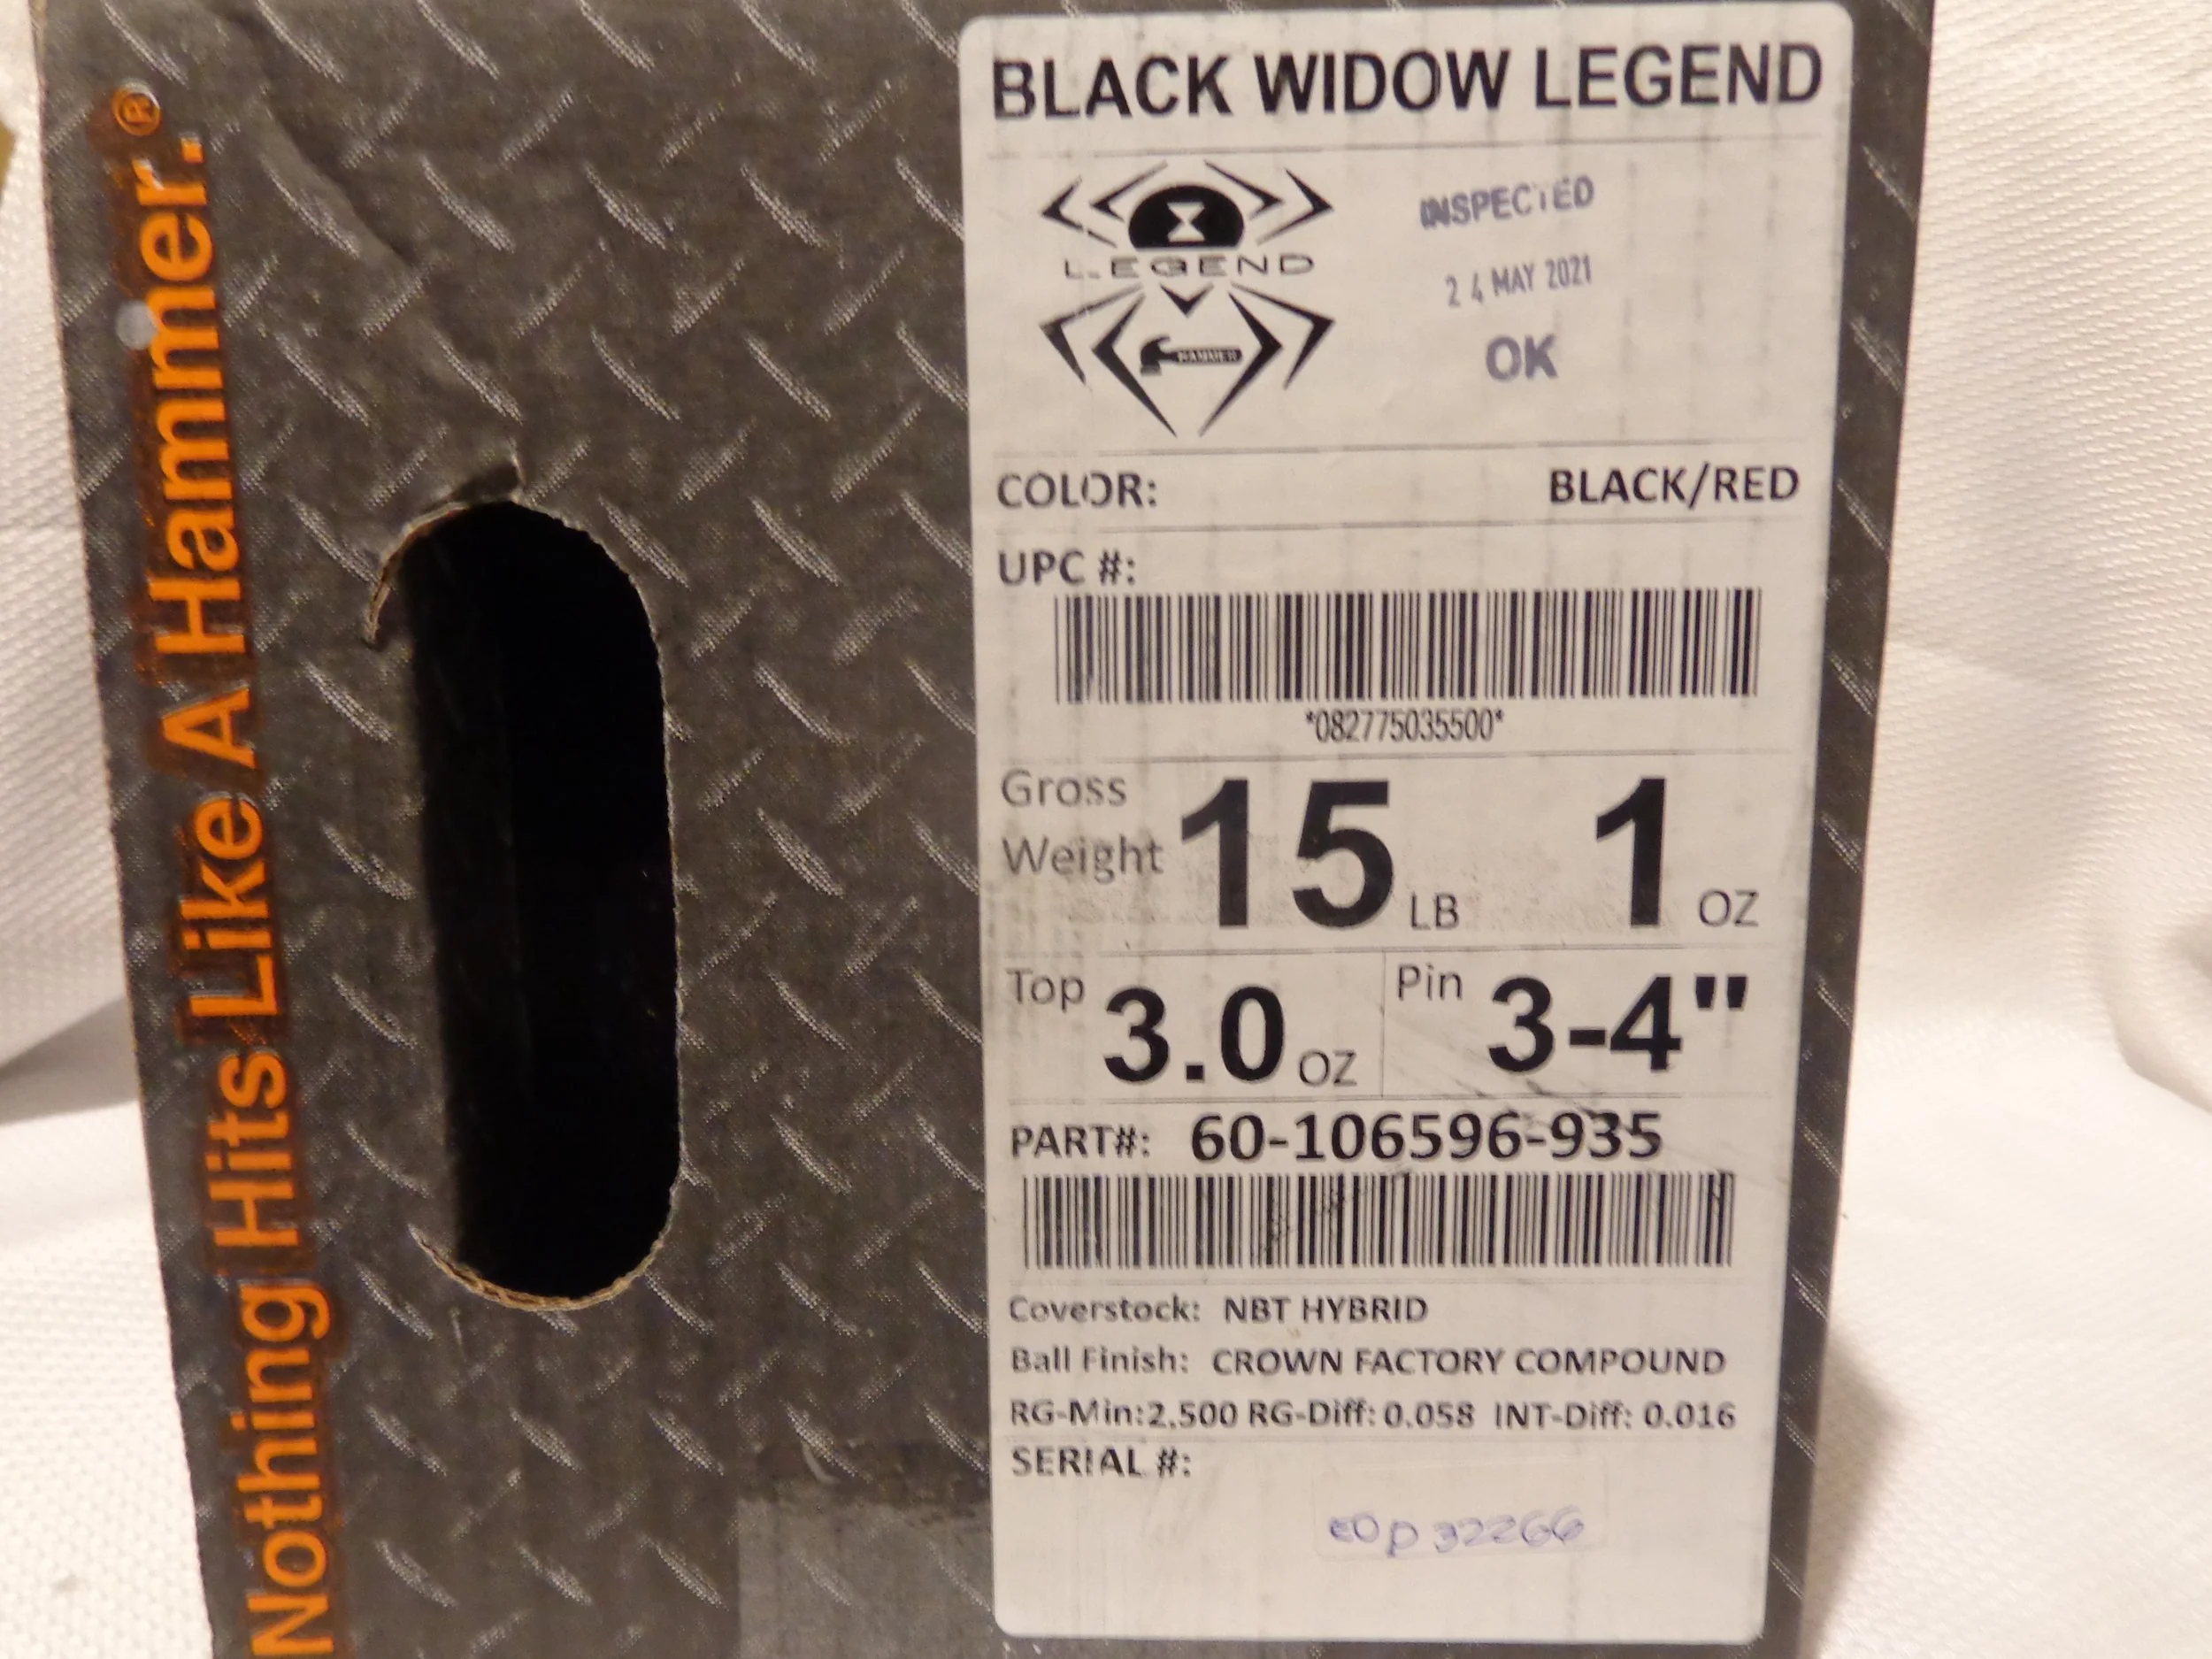 Nothing Hits Like A Hammer.®
BLACK WIDOW LEGEND
LEGEND
HAMMER
INSPECTED
24 MAY 2021
OK
COLOR: BLACK/RED
UPC #:
*082775035500*
Gross Weight 15 LB 1 OZ
Top 3.0 OZ Pin 3-4"
PART#: 60-106596-935
Coverstock: NBT HYBRID
Ball Finish: CROWN FACTORY COMPOUND
RG-Min:2.500 RG-Diff: 0.058 INT-Diff: 0.016
SERIAL #: